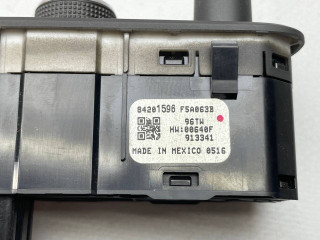 84201596 F5A063B
96TW
HW:00640F
913341
MADE IN MEXICO 0516